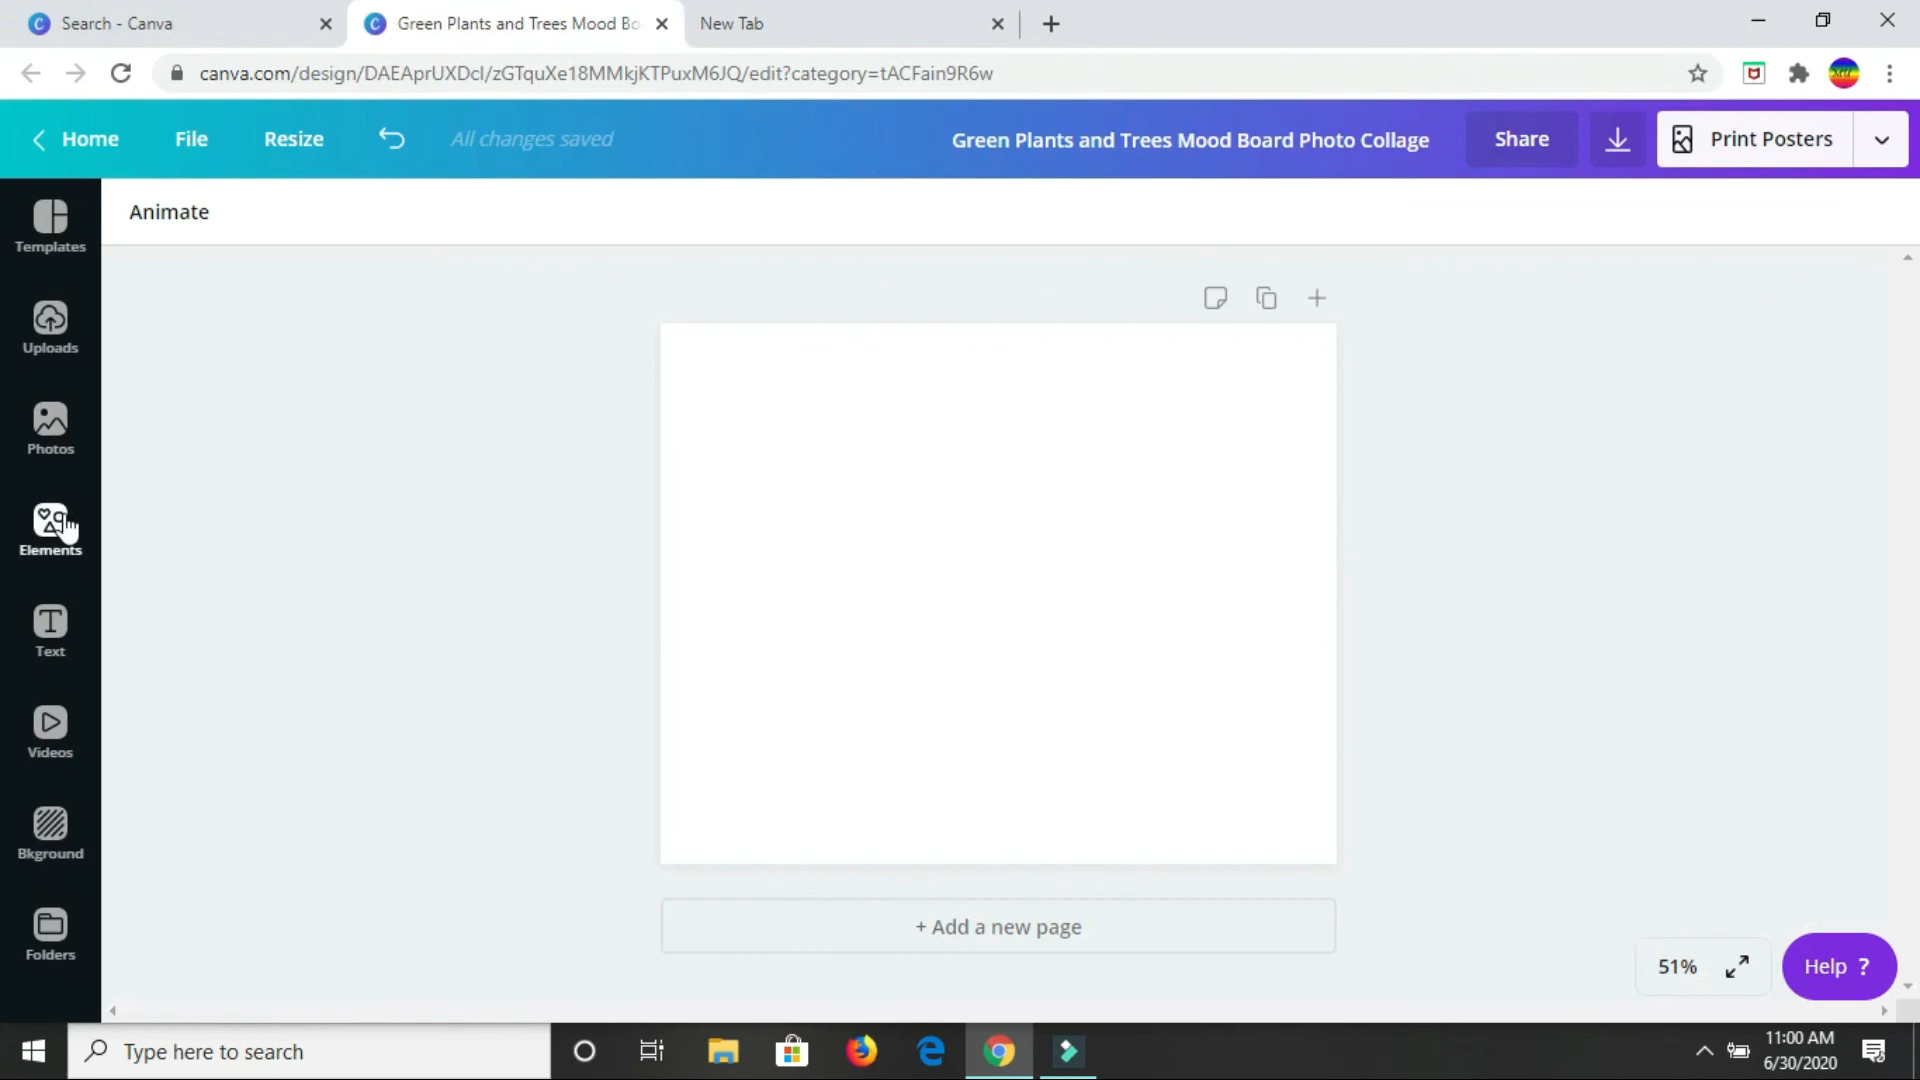 Search - Canva
Green Plants and Trees Mood Bo
New Tab
canva.com/design/DAEAprUXDcI/zGTquXe18MMkjKTPuxM6JQ/edit?category=tACFain9R6w
Home
File
Resize
All changes saved
Green Plants and Trees Mood Board Photo Collage
Share
Print Posters
Templates
Animate
Uploads
Photos
Elements
Text
Videos
Bkground
Folders
+ Add a new page
51%
Help ?
Type here to search
11:00 AM
6/30/2020